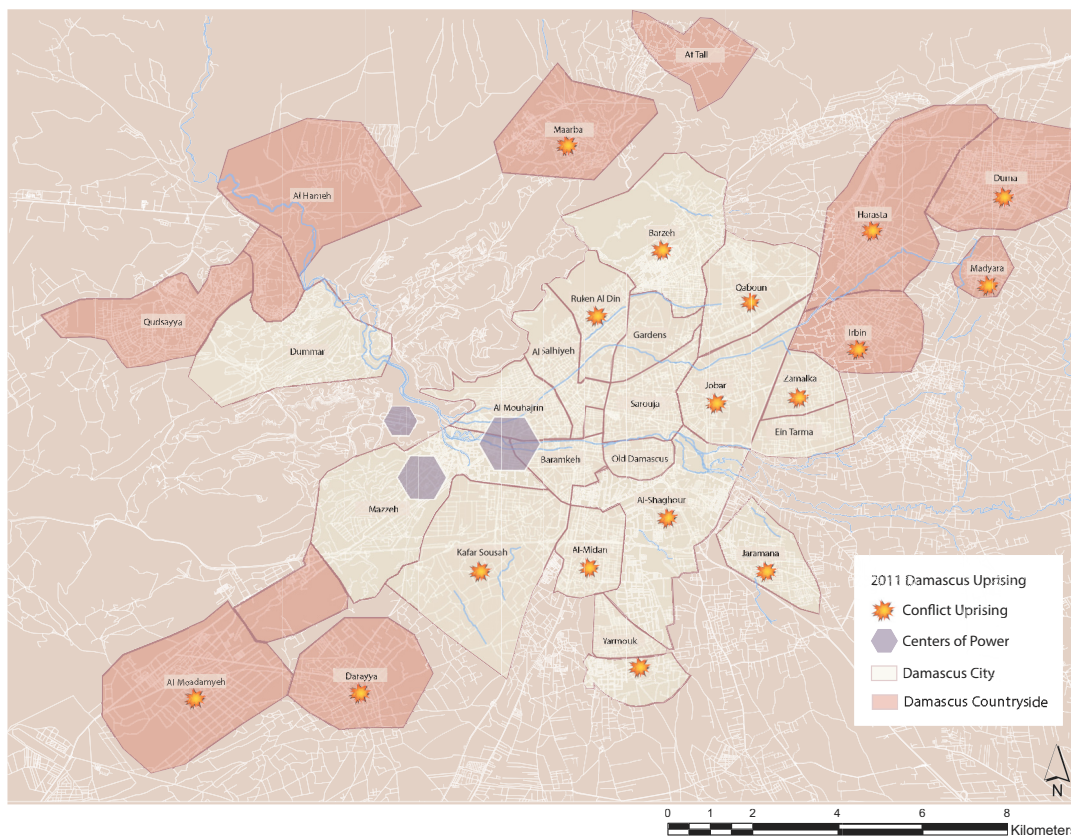 At Tall
Maarba
Duma
Al Hameh
Harasta
Barzeh
Madyara
Ruken Al Din
Qaboun
Qudsayya
Gardens
Irbin
Dummar
Al Salhiyeh
Zamalka
Jobar
Al Mouhajrin
Sarouja
Ein Tarma
Baramkeh
Old Damascus
Al-Shaghour
Mazzeh
Kafar Sousah
Al-Midan
Jaramana
Yarmouk
Darayya
Al Moadamyeh
2011 Damascus Uprising
Conflict Uprising
Centers of Power
Damascus City
Damascus Countryside
N
0 1 2 4 6 8
Kilometers